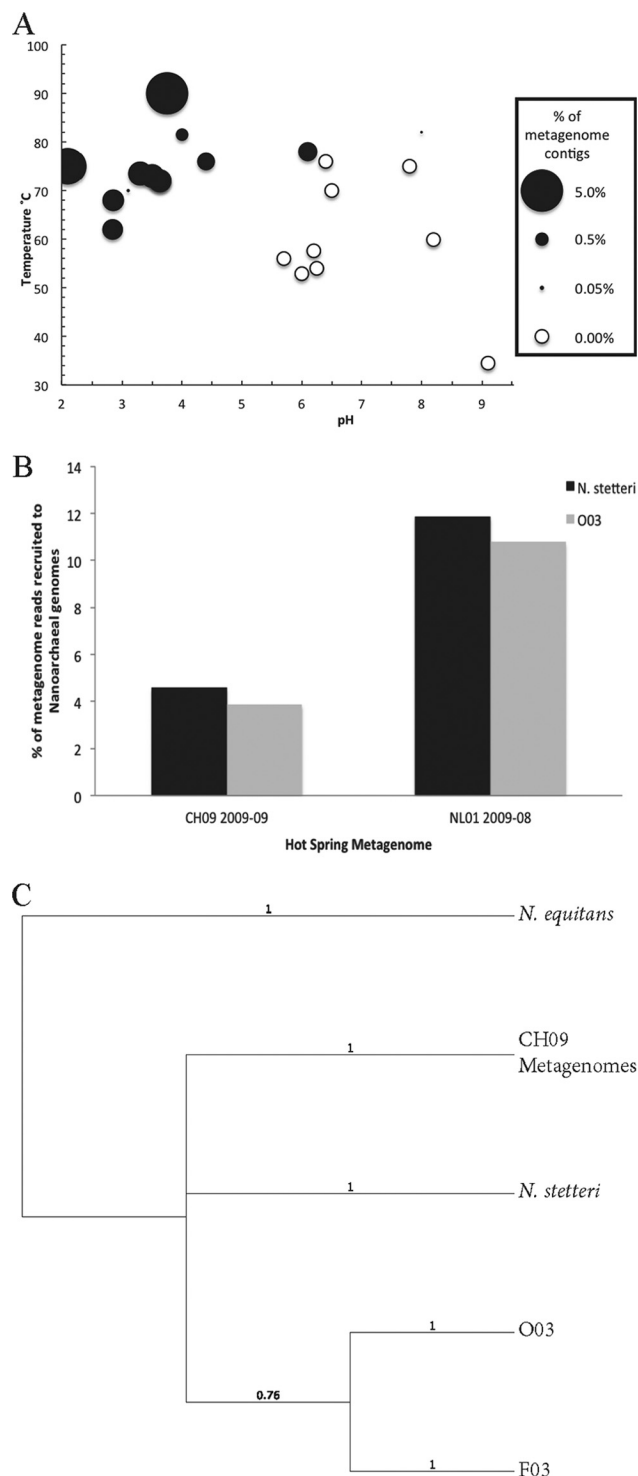 A
100
90
80
70
60
50
40
30
Temperature °C
2
3
4
5
6
7
8
9
pH
% of
metagenome
contigs
5.0%
0.5%
0.05%
0.00%
B
14
12
10
8
6
4
2
0
% of metagenome reads recruited to
Nanoarchaeal genomes
N. stetteri
O03
CH09 2009-09
NL01 2009-08
Hot Spring Metagenome
C
1
N. equitans
1
CH09
Metagenomes
1
N. stetteri
1
O03
0.76
1
F03